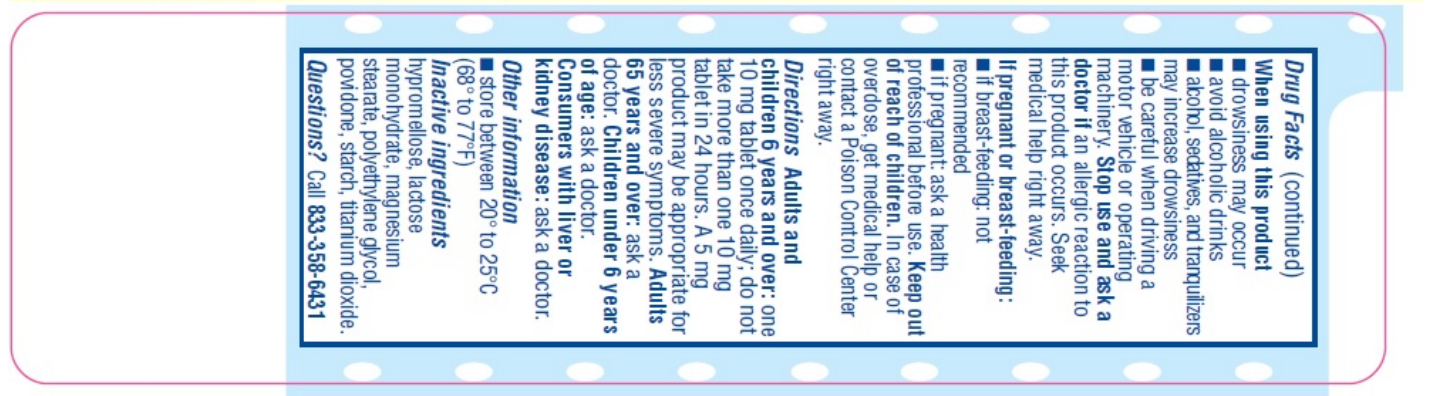 Drug Facts (continued)
When using this product
■ drowsiness may occur
■ avoid alcoholic drinks
■ alcohol, sedatives, and tranquilizers
may increase drowsiness
■ be careful when driving a
motor vehicle or operating
machinery. Stop use and ask a
doctor if an allergic reaction to
this product occurs. Seek
medical help right away.
If pregnant or breast-feeding:
■ if breast-feeding: not
recommended
■ if pregnant: ask a health
professional before use. Keep out
of reach of children. In case of
overdose, get medical help or
contact a Poison Control Center
right away.
Directions Adults and
children 6 years and over: one
10 mg tablet once daily; do not
take more than one 10 mg
tablet in 24 hours. A 5 mg
product may be appropriate for
less severe symptoms. Adults
65 years and over: ask a
doctor. Children under 6 years
of age: ask a doctor.
Consumers with liver or
kidney disease: ask a doctor.
Other information
■ store between 20° to 25°C
(68° to 77°F)
Inactive ingredients
hypromellose, lactose
monohydrate, magnesium
stearate, polyethylene glycol,
povidone, starch, titanium dioxide.
Questions? Call 833-358-6431